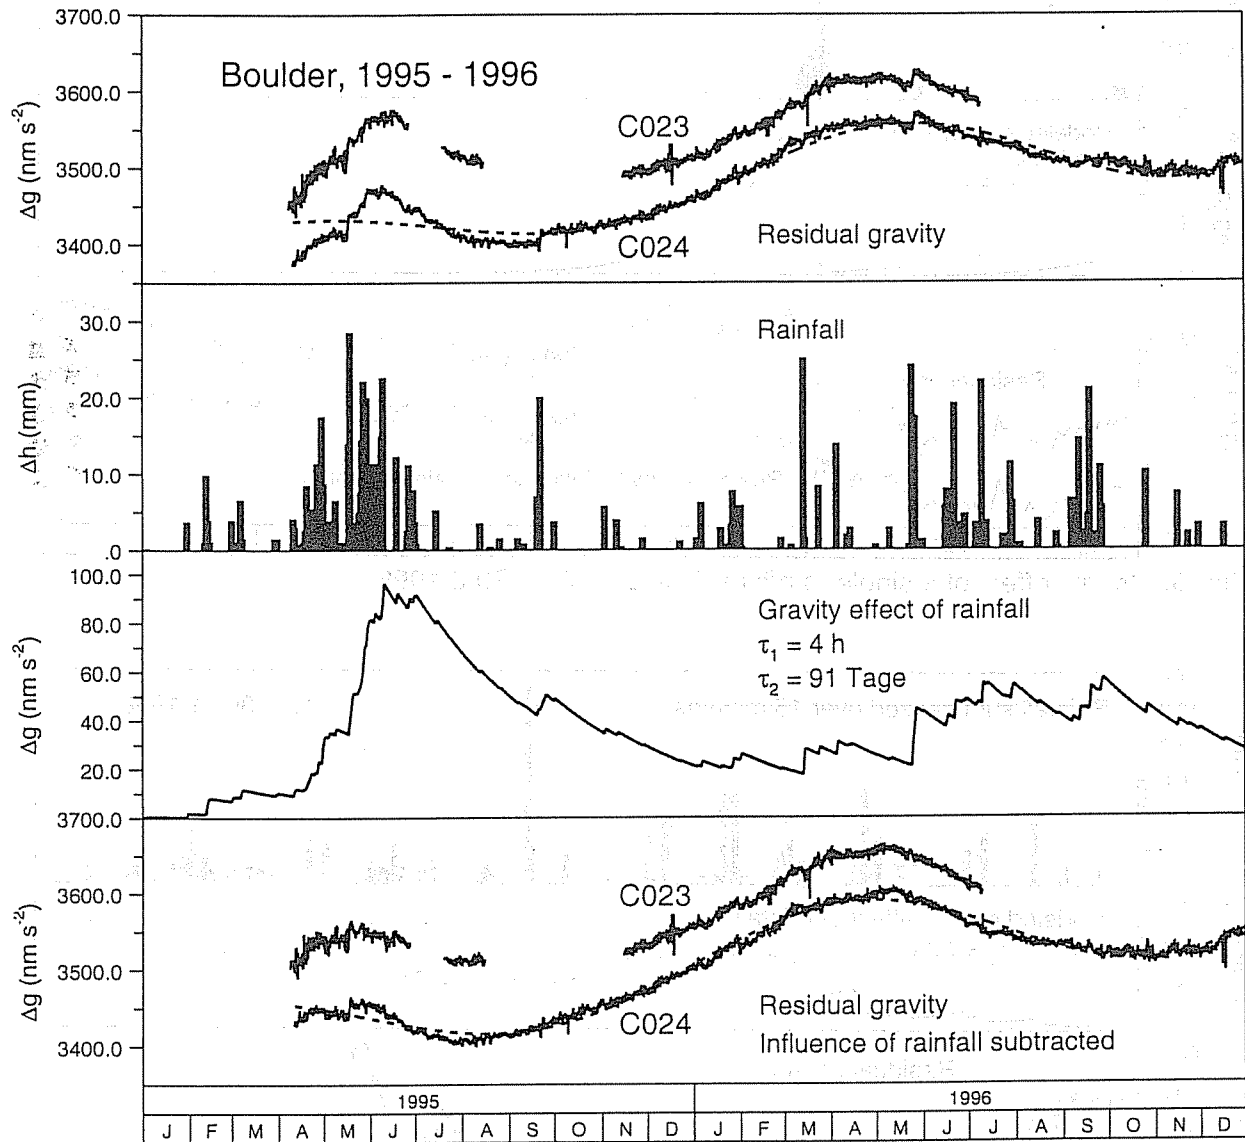 3700.0
Boulder, 1995 - 1996
3600.0
C023
3500.0
Δg (nm s-2)
3400.0
C024
Residual gravity
30.0
Rainfall
20.0
Δh (mm)
10.0
.0
100.0
Gravity effect of rainfall
80.0
τ1 = 4 h
60.0
τ2 = 91 Tage
Δg (nm s-2)
40.0
20.0
3700.0
3600.0
C023
3500.0
Δg (nm s-2)
Residual gravity
C024
3400.0
Influence of rainfall subtracted
1995 1996
J F M A M J J A S O N D J F M A M J J A S O N D